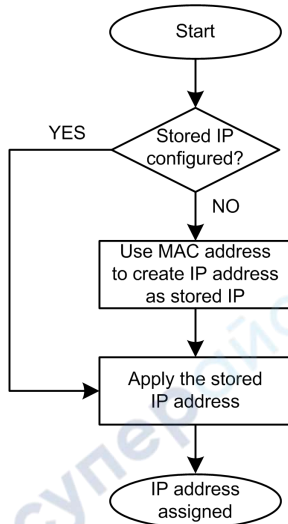 Start
YES
Stored IP
configured?
NO
Use MAC address
to create IP address
as stored IP
Apply the stored
IP address
IP address
assigned